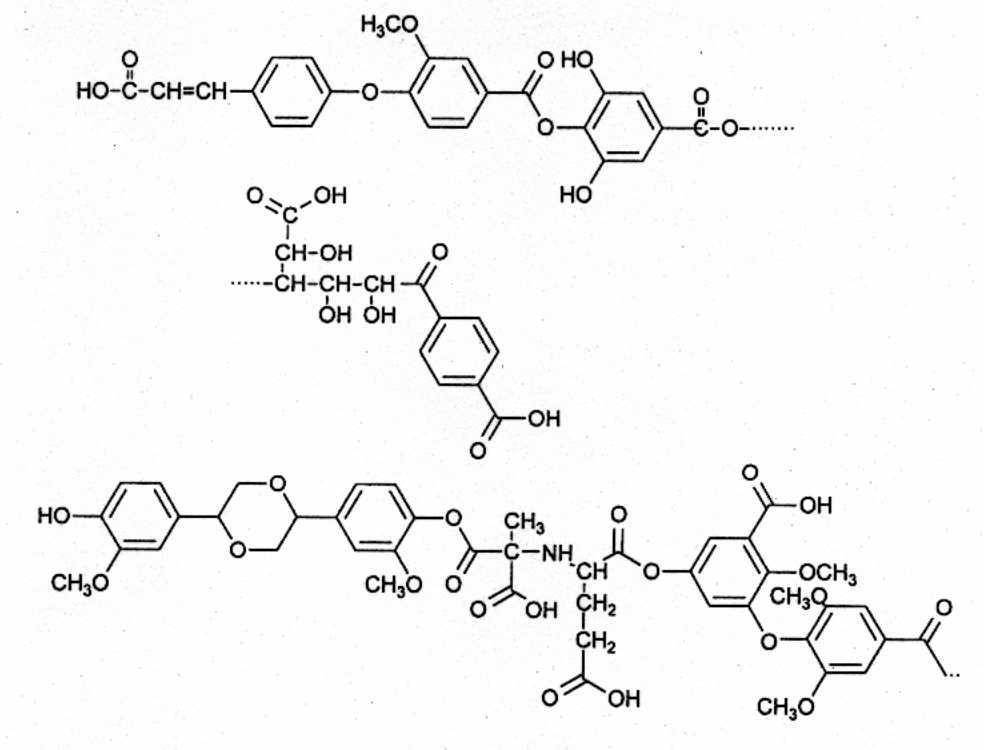 H₃CO
O O HO O
HO–C–CH=CH O O C–O······
HO
O OH
C
CH–OH O
······CH–CH–CH
OH OH
OH
O
O O OH
HO O O CH₃ O
O C–NH CH O OCH₃
CH₃O CH₃O O O OH CH₂ CH₃O O
CH₂ O
O OH CH₃O ..